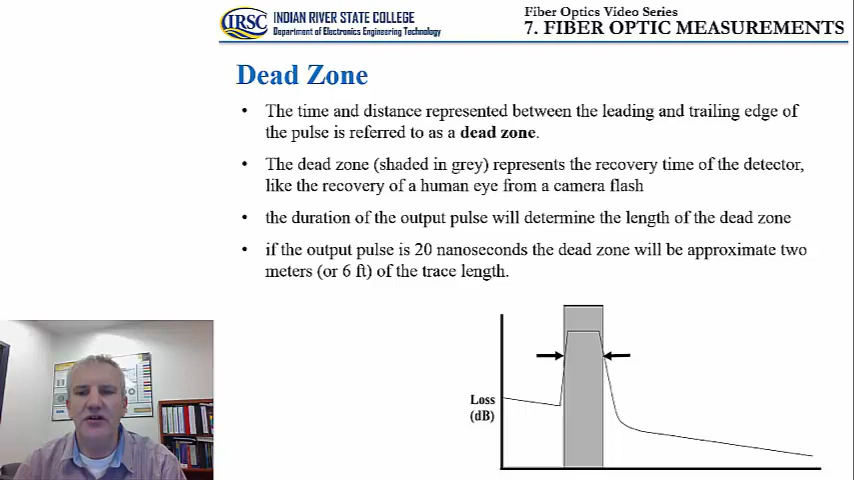 IRSC
INDIAN RIVER STATE COLLEGE
Department of Electronics Engineering Technology
Fiber Optics Video Series
7. FIBER OPTIC MEASUREMENTS
Dead Zone
• The time and distance represented between the leading and trailing edge of
the pulse is referred to as a dead zone.
• The dead zone (shaded in grey) represents the recovery time of the detector,
like the recovery of a human eye from a camera flash
• the duration of the output pulse will determine the length of the dead zone
• if the output pulse is 20 nanoseconds the dead zone will be approximate two
meters (or 6 ft) of the trace length.
Loss
(dB)